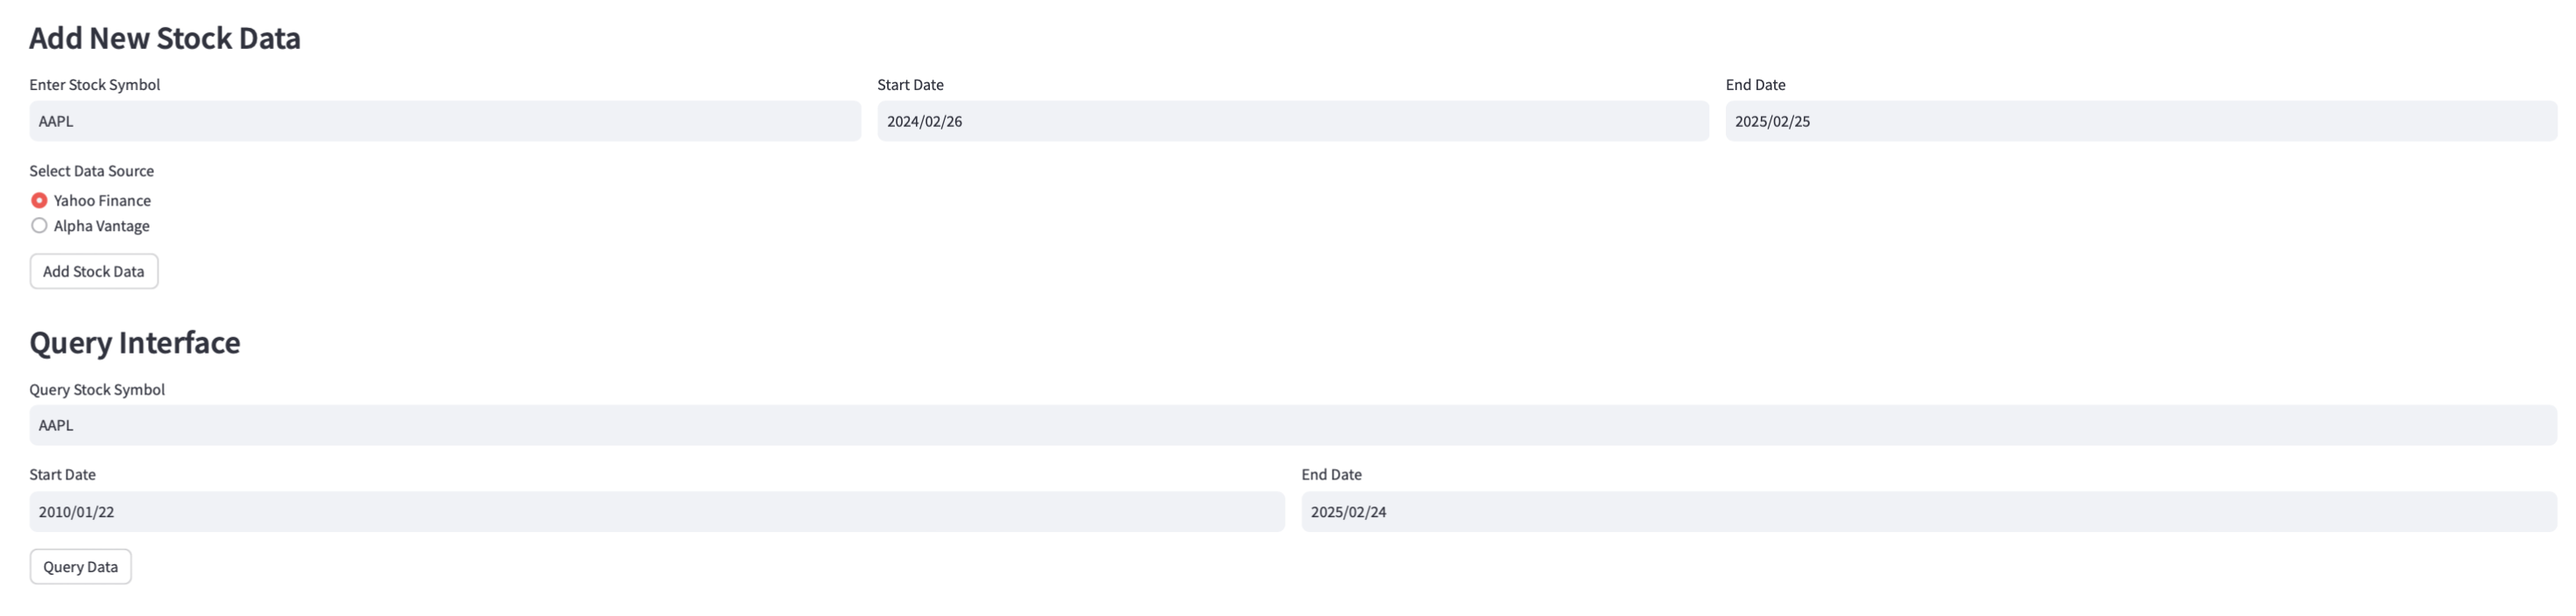 Add New Stock Data
Enter Stock Symbol
Start Date
End Date
AAPL
2024/02/26
2025/02/25
Select Data Source
Yahoo Finance
Alpha Vantage
Add Stock Data
Query Interface
Query Stock Symbol
AAPL
Start Date
End Date
2010/01/22
2025/02/24
Query Data